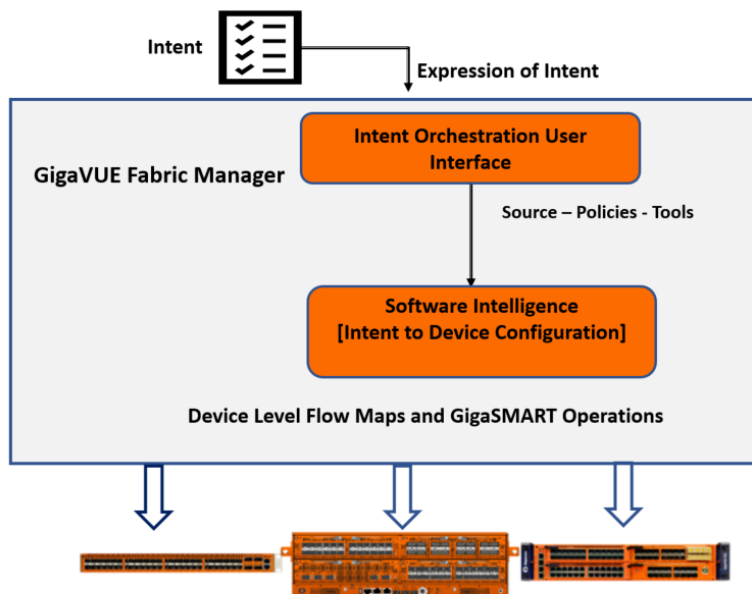 Intent
Expression of Intent
Intent Orchestration User
Interface
GigaVUE Fabric Manager
Source – Policies - Tools
Software Intelligence
[Intent to Device Configuration]
Device Level Flow Maps and GigaSMART Operations